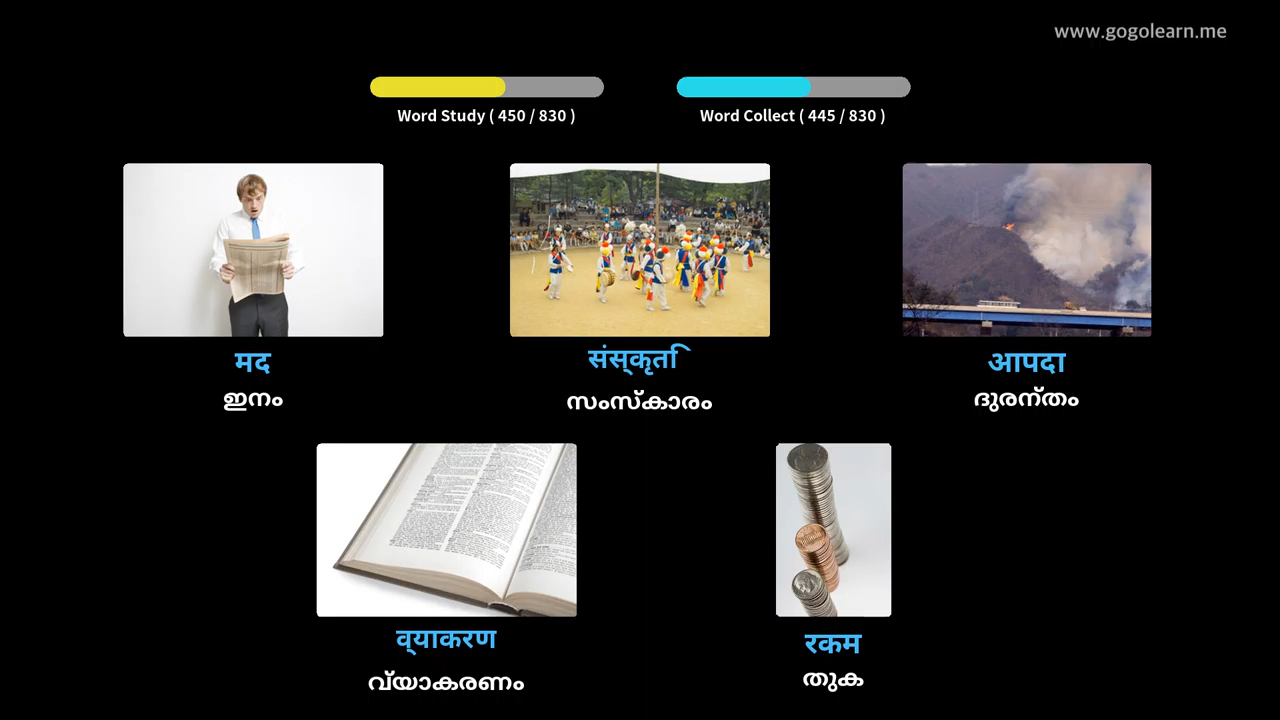 www.gogolearn.me
Word Study ( 450 / 830 )
Word Collect ( 445 / 830 )
मद
संस्कृति
आपदा
ഇനം
സംസ്കാരം
ദുരന്തം
व्याकरण
रकम
വ്യാകരണം
തുക